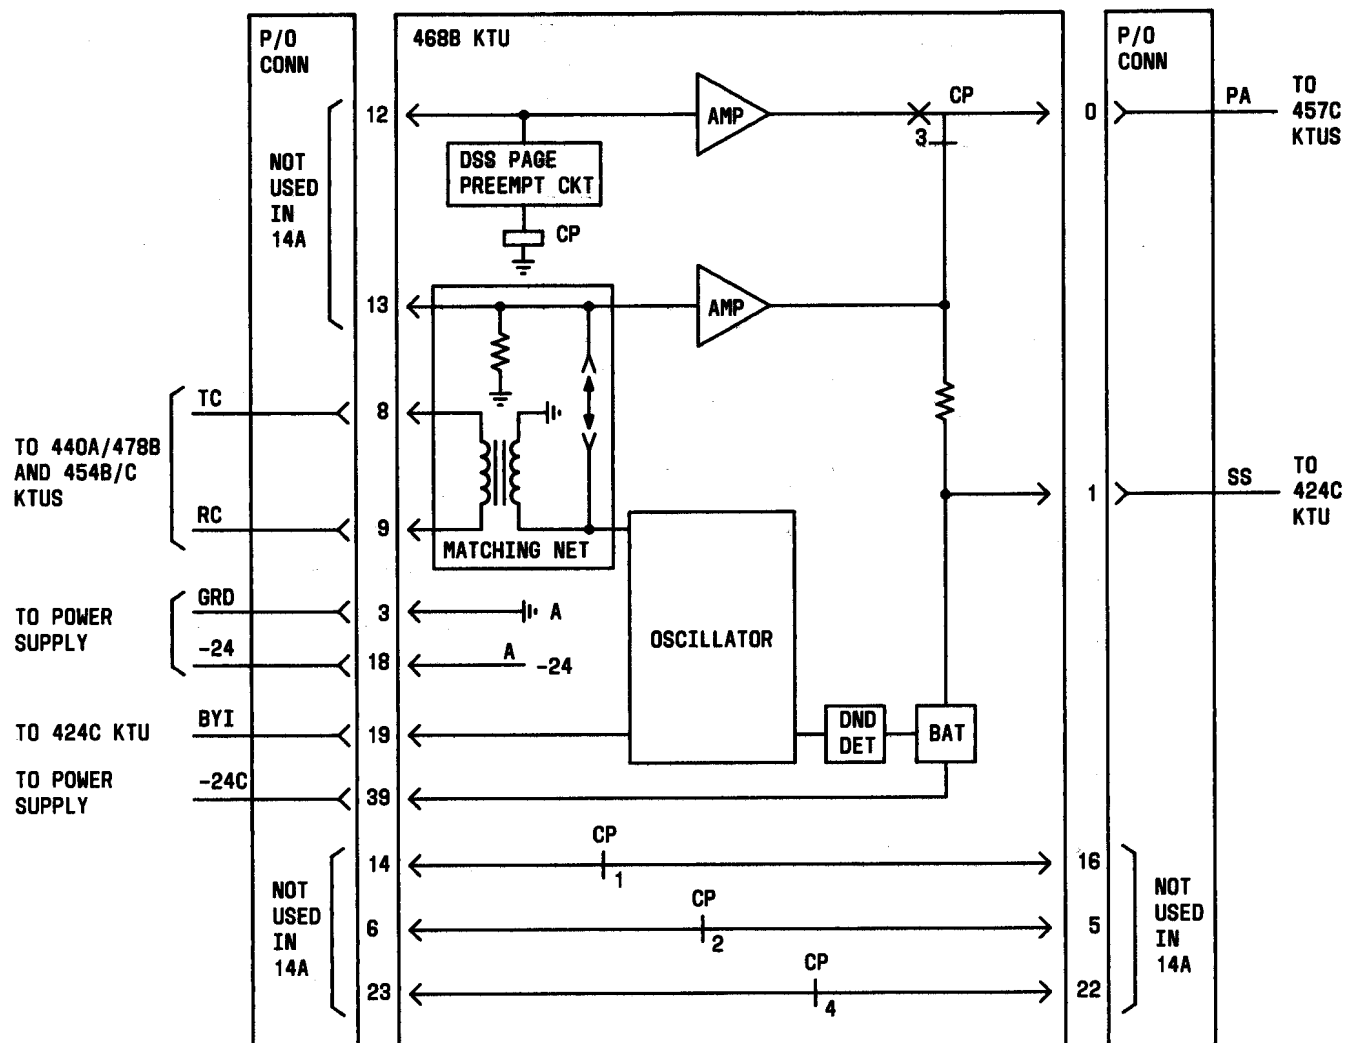 P/O
CONN
468B KTU
P/O
CONN
12
AMP
CP
3
0
PA
TO
457C
KTUS
NOT
USED
IN
14A
DSS PAGE
PREEMPT CKT
CP
13
AMP
TO 440A/478B
AND 454B/C
KTUS
TC
8
RC
9
MATCHING NET
1
SS
TO
424C
KTU
TO POWER
SUPPLY
GRD
3
A
-24
18
A
-24
OSCILLATOR
TO 424C KTU
BYI
19
DND
DET
BAT
TO POWER
SUPPLY
-24C
39
NOT
USED
IN
14A
14
CP
1
16
6
CP
2
5
23
CP
4
22
NOT
USED
IN
14A